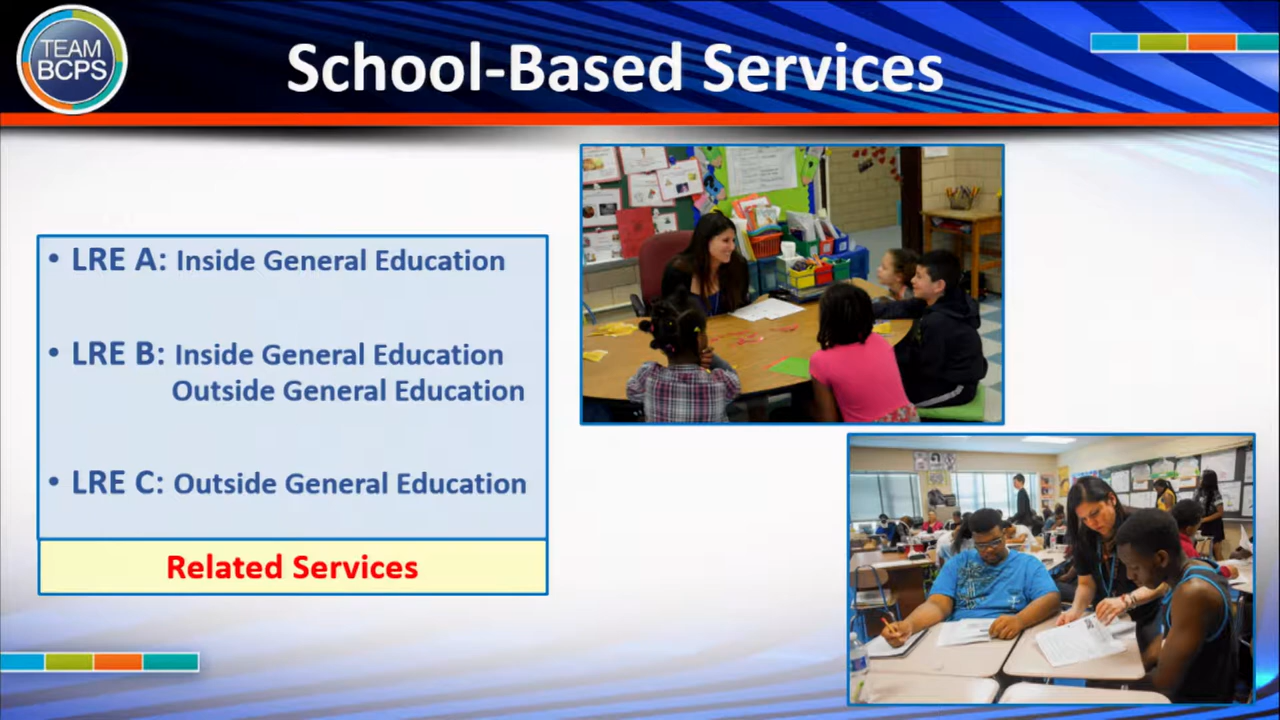 TEAM
BCPS
School-Based Services
• LRE A: Inside General Education
• LRE B: Inside General Education
Outside General Education
• LRE C: Outside General Education
Related Services